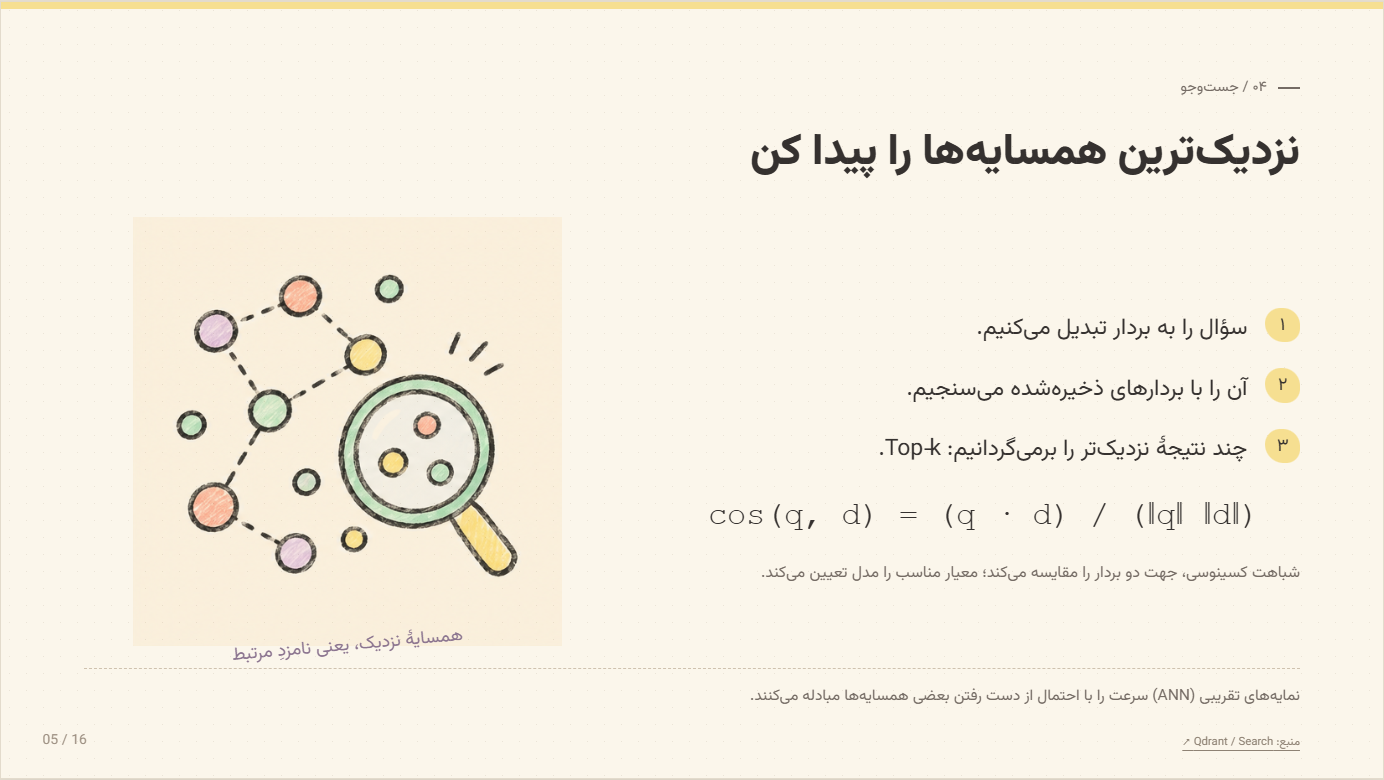 ۰۴ / جست‌وجو
نزدیک‌ترین همسایه‌ها را پیدا کن
۱ سؤال را به بردار تبدیل می‌کنیم.
۲ آن را با بردارهای ذخیره‌شده می‌سنجیم.
۳ چند نتیجهٔ نزدیک‌تر را برمی‌گردانیم: Top-k.
cos(q, d) = (q · d) / (‖q‖ ‖d‖)
شباهت کسینوسی، جهت دو بردار را مقایسه می‌کند؛ معیار مناسب را مدل تعیین می‌کند.
همسایهٔ نزدیک، یعنی نامزدِ مرتبط
نمایه‌های تقریبی (ANN) سرعت را با احتمال از دست رفتن بعضی همسایه‌ها مبادله می‌کنند.
منبع: Qdrant / Search ↗
05 / 16